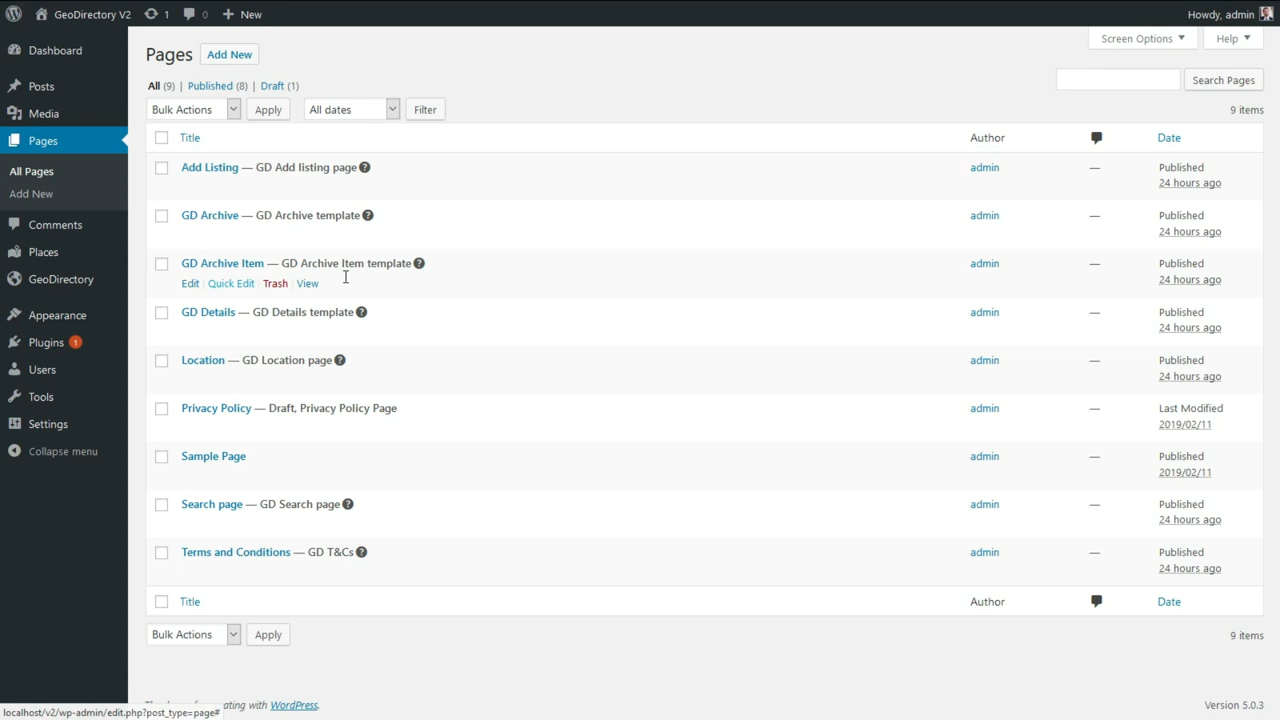 GeoDirectory V2 1 0 New Howdy, admin
Screen Options Help
Dashboard
Posts
Media
Pages
All Pages
Add New
Comments
Places
GeoDirectory
Appearance
Plugins 1
Users
Tools
Settings
Collapse menu
Pages Add New
All (9) | Published (8) | Draft (1)
Search Pages
Bulk Actions Apply All dates Filter 9 items
Title Author Date
Add Listing — GD Add listing page ? admin — Published
24 hours ago
GD Archive — GD Archive template ? admin — Published
24 hours ago
GD Archive Item — GD Archive Item template ? admin — Published
Edit | Quick Edit | Trash | View 24 hours ago
GD Details — GD Details template ? admin — Published
24 hours ago
Location — GD Location page ? admin — Published
24 hours ago
Privacy Policy — Draft, Privacy Policy Page admin — Last Modified
2019/02/11
Sample Page admin — Published
2019/02/11
Search page — GD Search page ? admin — Published
24 hours ago
Terms and Conditions — GD T&Cs ? admin — Published
24 hours ago
Title Author Date
Bulk Actions Apply 9 items
ating with WordPress. Version 5.0.3
localhost/v2/wp-admin/edit.php?post_type=page#